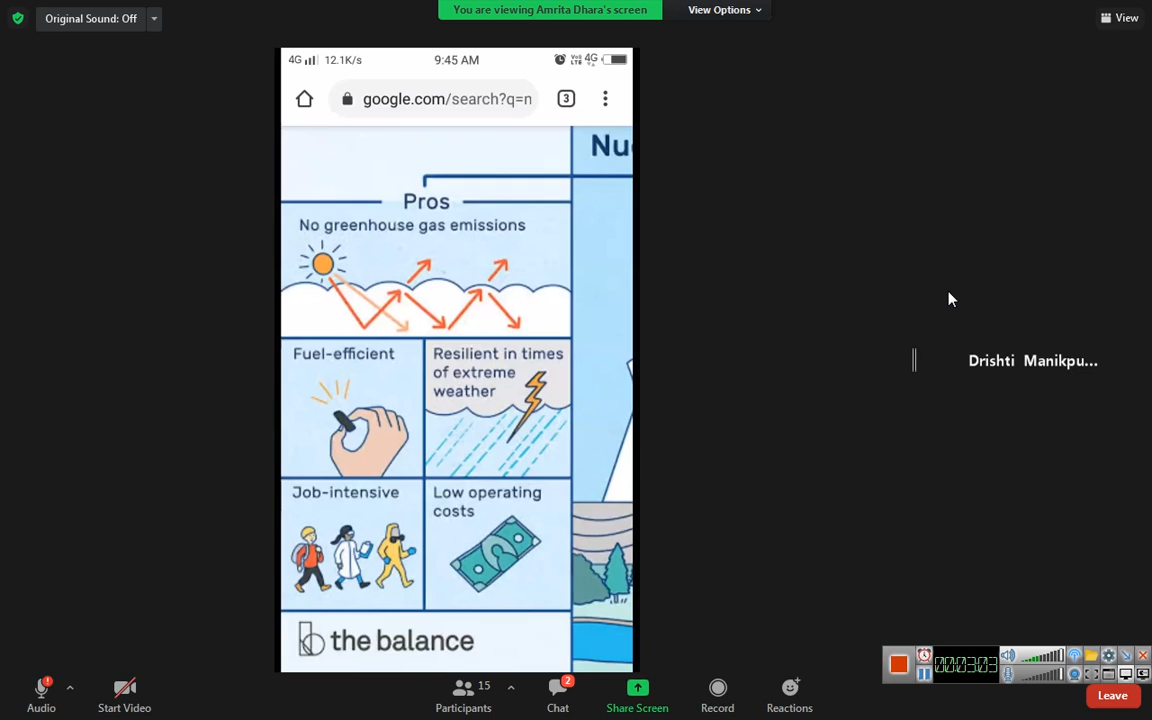 Original Sound: Off
You are viewing Amrita Dhara's screen
View Options
View
4G 12.1K/s
9:45 AM
4G
google.com/search?q=n
3
Nu
Pros
No greenhouse gas emissions
Fuel-efficient
Resilient in times
of extreme
weather
Job-intensive
Low operating
costs
the balance
Drishti Manikpu...
00:03:03
Audio
Start Video
15
Participants
2
Chat
Share Screen
Record
Reactions
Leave